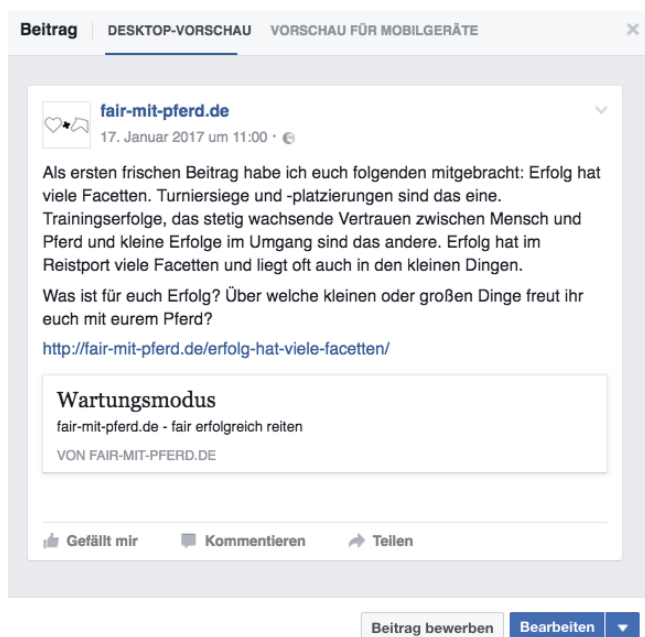 Beitrag DESKTOP-VORSCHAU VORSCHAU FÜR MOBILGERÄTE
fair-mit-pferd.de
17. Januar 2017 um 11:00 ·
Als ersten frischen Beitrag habe ich euch folgenden mitgebracht: Erfolg hat
viele Facetten. Turniersiege und -platzierungen sind das eine.
Trainingserfolge, das stetig wachsende Vertrauen zwischen Mensch und
Pferd und kleine Erfolge im Umgang sind das andere. Erfolg hat im
Reistport viele Facetten und liegt oft auch in den kleinen Dingen.
Was ist für euch Erfolg? Über welche kleinen oder großen Dinge freut ihr
euch mit eurem Pferd?
http://fair-mit-pferd.de/erfolg-hat-viele-facetten/
Wartungsmodus
fair-mit-pferd.de - fair erfolgreich reiten
VON FAIR-MIT-PFERD.DE
Gefällt mir Kommentieren Teilen
Beitrag bewerben Bearbeiten